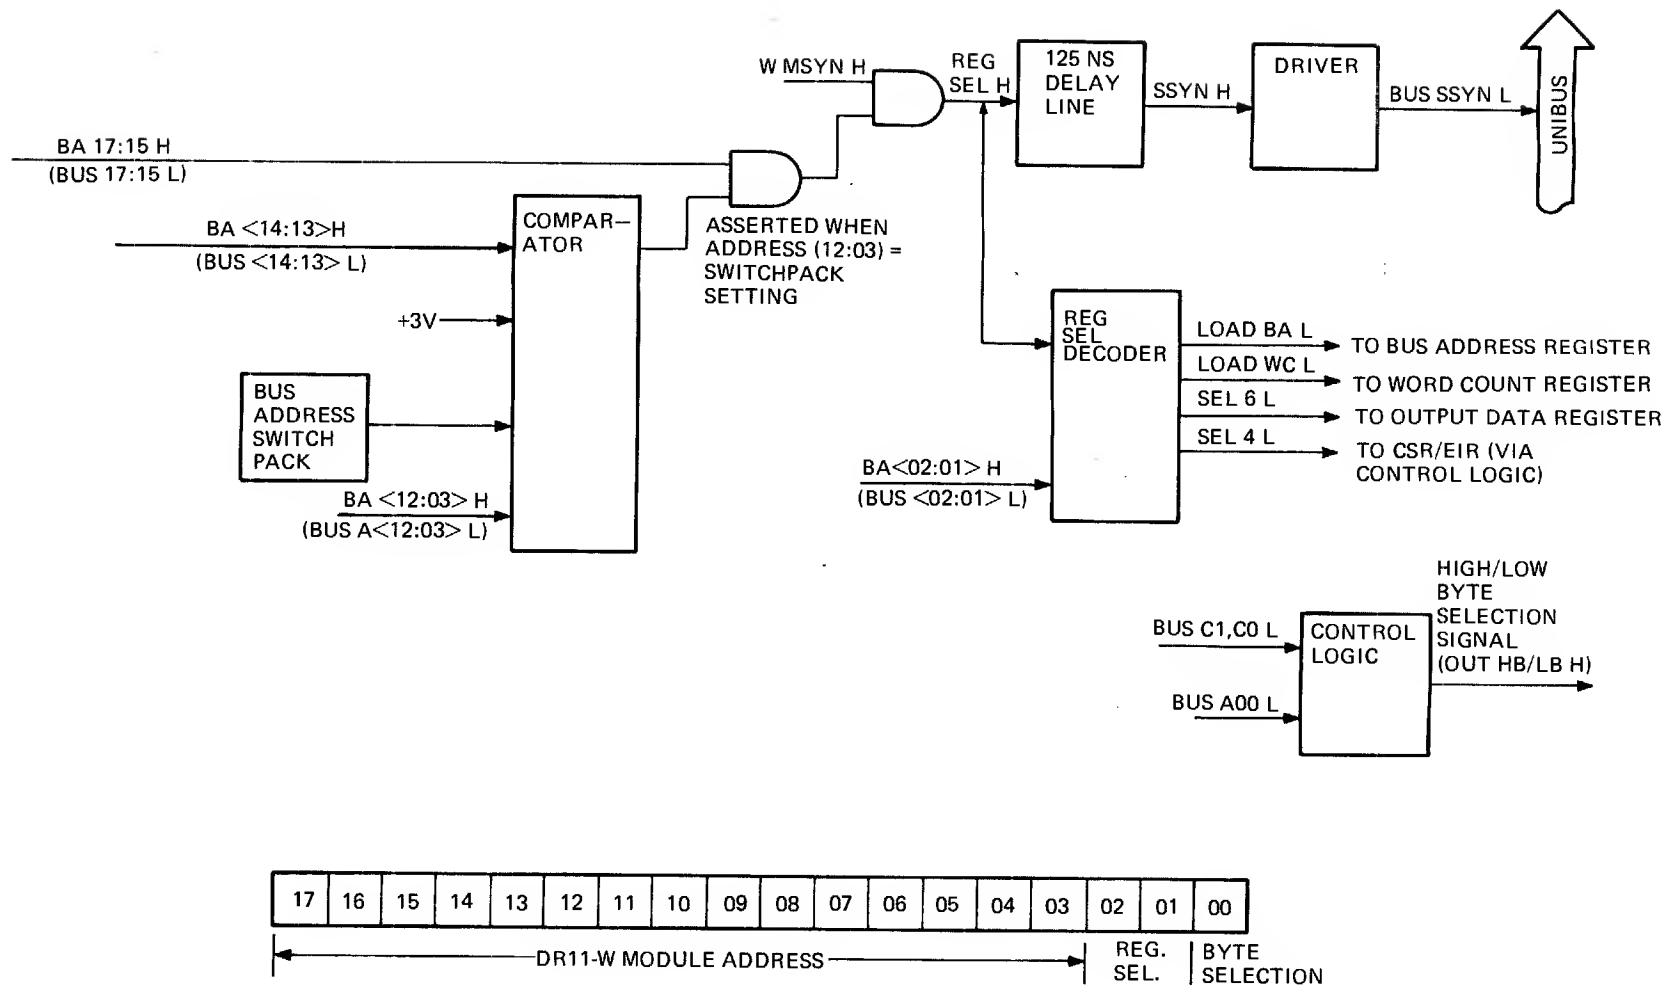 W MSYN H
REG
SEL H
125 NS
DELAY
LINE
SSYN H
DRIVER
BUS SSYN L
UNIBUS
BA 17:15 H
(BUS 17:15 L)
BA <14:13>H
(BUS <14:13> L)
COMPAR-
ATOR
ASSERTED WHEN
ADDRESS (12:03) =
SWITCHPACK
SETTING
+3V
BUS
ADDRESS
SWITCH
PACK
BA <12:03> H
(BUS A<12:03> L)
REG
SEL
DECODER
LOAD BA L
TO BUS ADDRESS REGISTER
LOAD WC L
TO WORD COUNT REGISTER
SEL 6 L
TO OUTPUT DATA REGISTER
SEL 4 L
TO CSR/EIR (VIA
CONTROL LOGIC)
BA<02:01> H
(BUS <02:01> L)
HIGH/LOW
BYTE
SELECTION
SIGNAL
(OUT HB/LB H)
BUS C1,C0 L
CONTROL
LOGIC
BUS A00 L
17 16 15 14 13 12 11 10 09 08 07 06 05 04 03 02 01 00
DR11-W MODULE ADDRESS
REG.
SEL.
BYTE
SELECTION